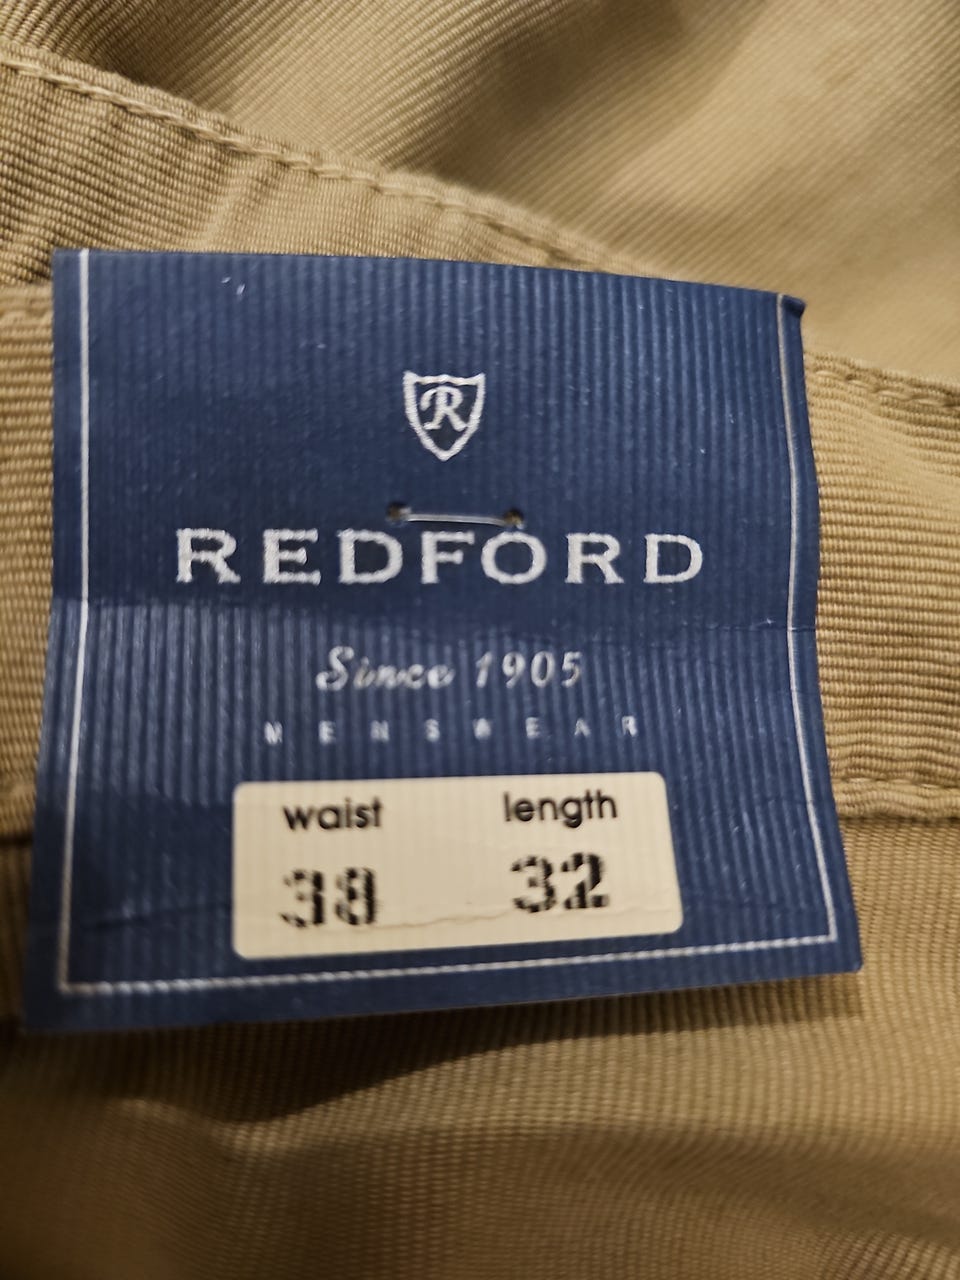 R
REDFORD
Since 1905
MENSWEAR
waist length
38 32